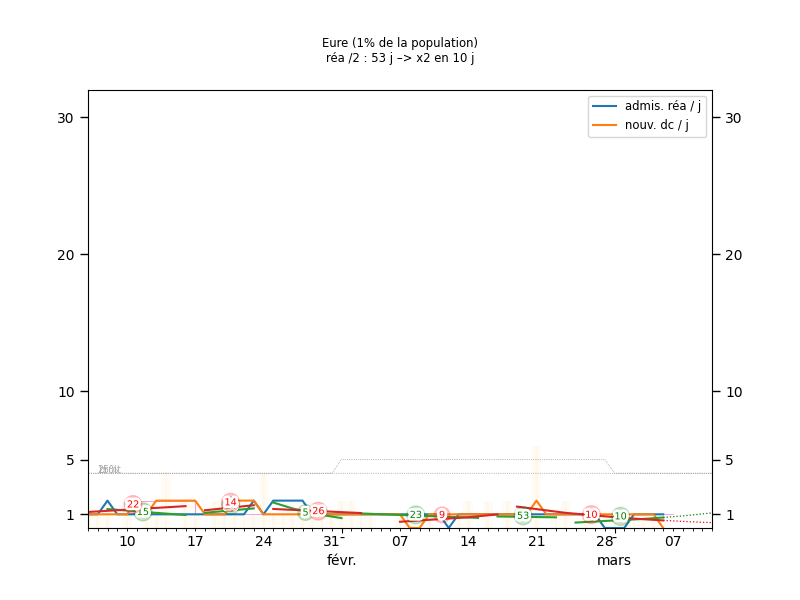 Eure (1% de la population)
réa /2 : 53 j –> x2 en 10 j
admis. réa / j
nouv. dc / j
30 30
20 20
10 10
5 5
1 1
22 15 14 5 26 23 9 53 10 10
10 17 24 31 07 14 21 28 07
févr. mars